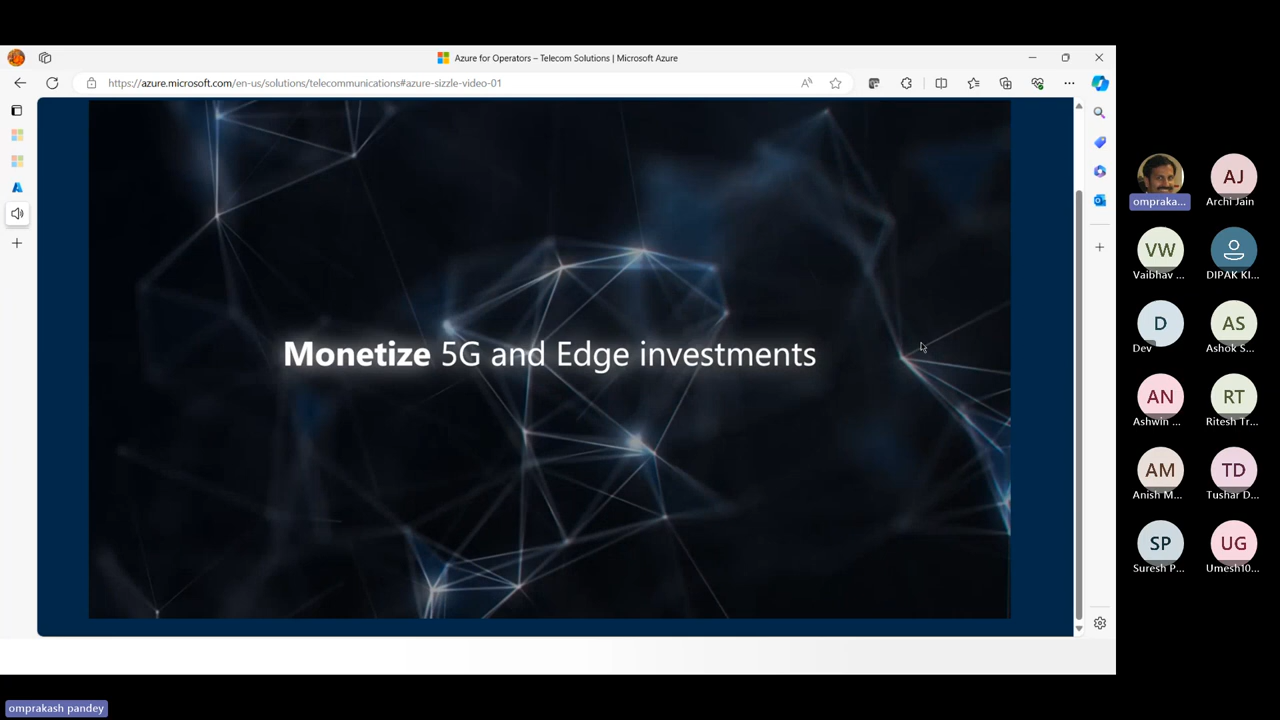 Azure for Operators – Telecom Solutions | Microsoft Azure
https://azure.microsoft.com/en-us/solutions/telecommunications#azure-sizzle-video-01
Monetize 5G and Edge investments
ompraka...
AJ
Archi Jain
VW
Vaibhav ...
DIPAK KI...
D
Dev
AS
Ashok S...
AN
Ashwin ...
RT
Ritesh Tr...
AM
Anish M...
TD
Tushar D...
SP
Suresh P...
UG
Umesh10...
omprakash pandey